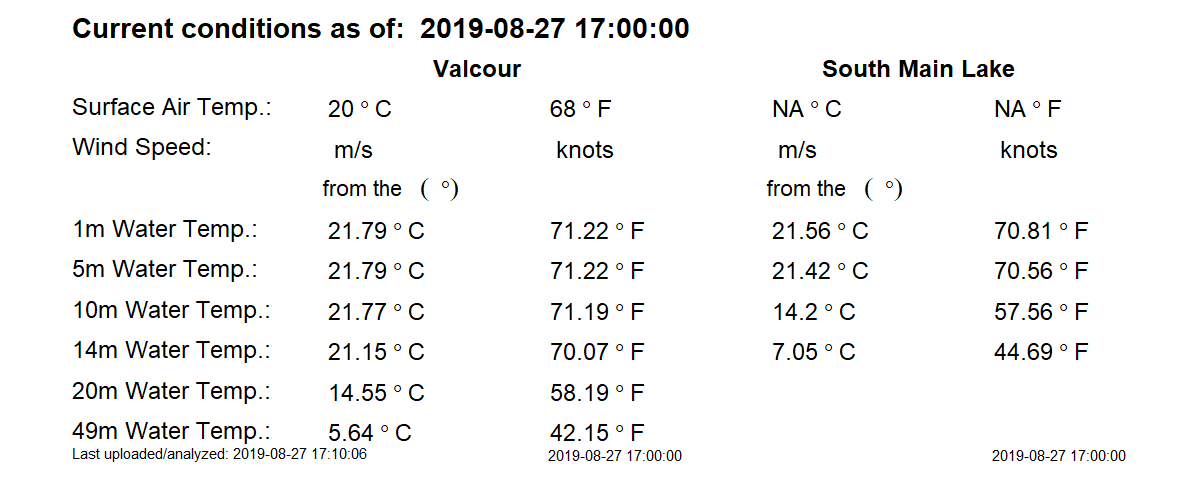 Current conditions as of: 2019-08-27 17:00:00
Valcour South Main Lake
Surface Air Temp.: 20 ° C 68 ° F NA ° C NA ° F
Wind Speed: m/s knots m/s knots
from the ( °) from the ( °)
1m Water Temp.: 21.79 ° C 71.22 ° F 21.56 ° C 70.81 ° F
5m Water Temp.: 21.79 ° C 71.22 ° F 21.42 ° C 70.56 ° F
10m Water Temp.: 21.77 ° C 71.19 ° F 14.2 ° C 57.56 ° F
14m Water Temp.: 21.15 ° C 70.07 ° F 7.05 ° C 44.69 ° F
20m Water Temp.: 14.55 ° C 58.19 ° F
49m Water Temp.: 5.64 ° C 42.15 ° F
Last uploaded/analyzed: 2019-08-27 17:10:06 2019-08-27 17:00:00 2019-08-27 17:00:00